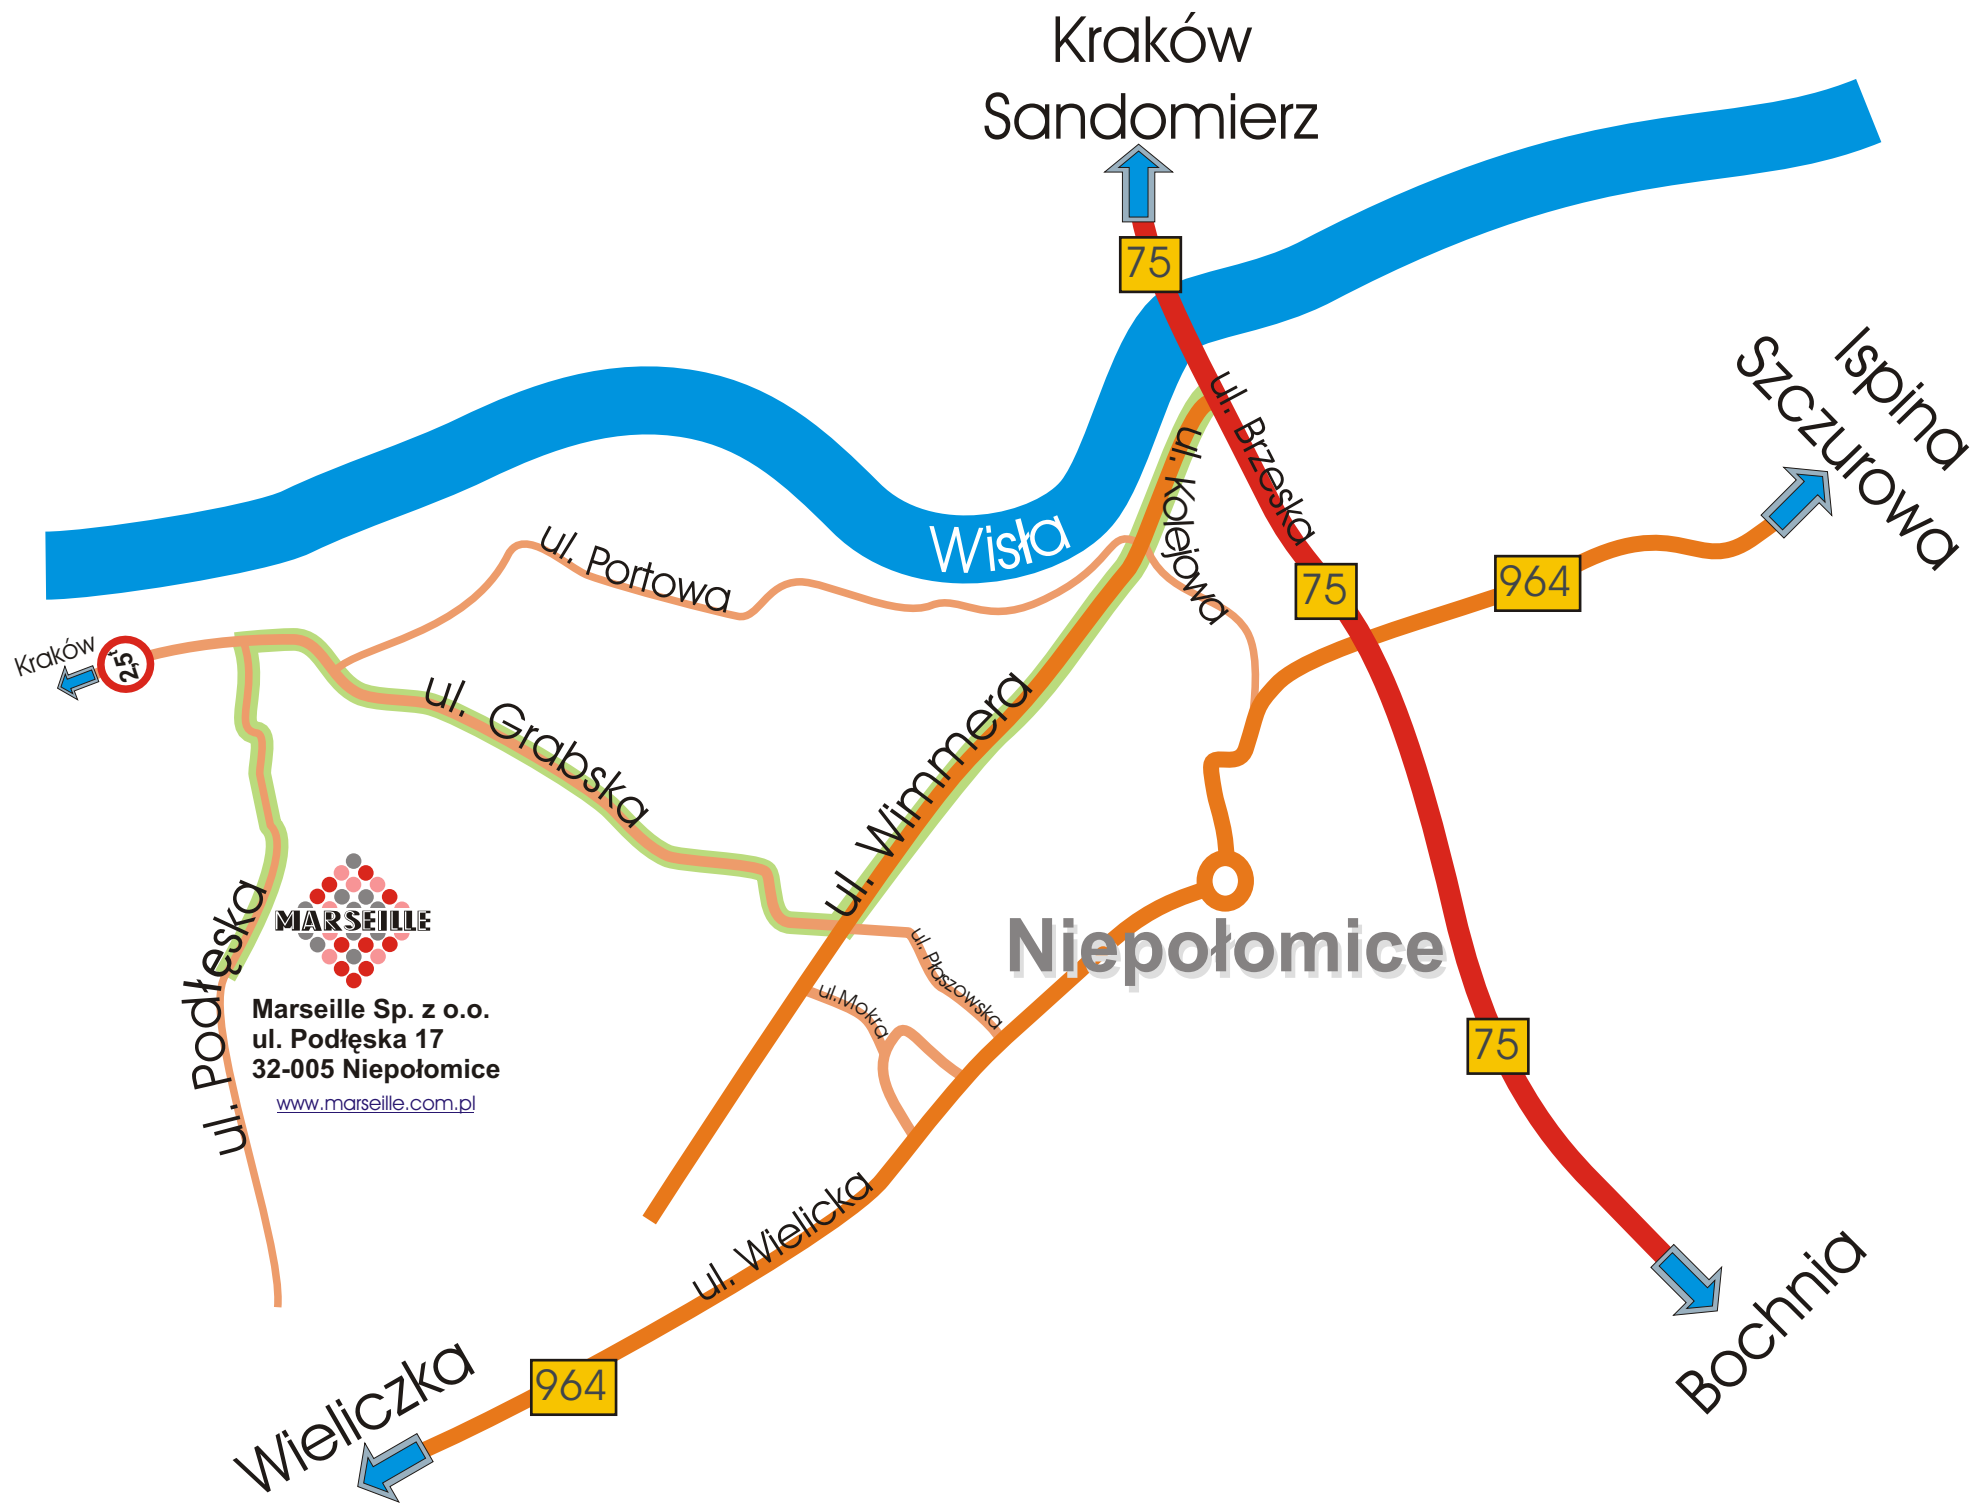 Kraków
Sandomierz
75
Ispina
Szczurowa
ul. Brzeska
ul. Kolejowa
Wisła
ul. Portowa
75
964
Kraków
2,5t
ul. Grabska
ul. Wimmera
MARSEILLE
Niepołomice
ul. Płaszowska
ul.Mokra
ul. Podłęska
Marseille Sp. z o.o.
ul. Podłęska 17
32-005 Niepołomice
www.marseille.com.pl
75
ul. Wielicka
Bochnia
964
Wieliczka